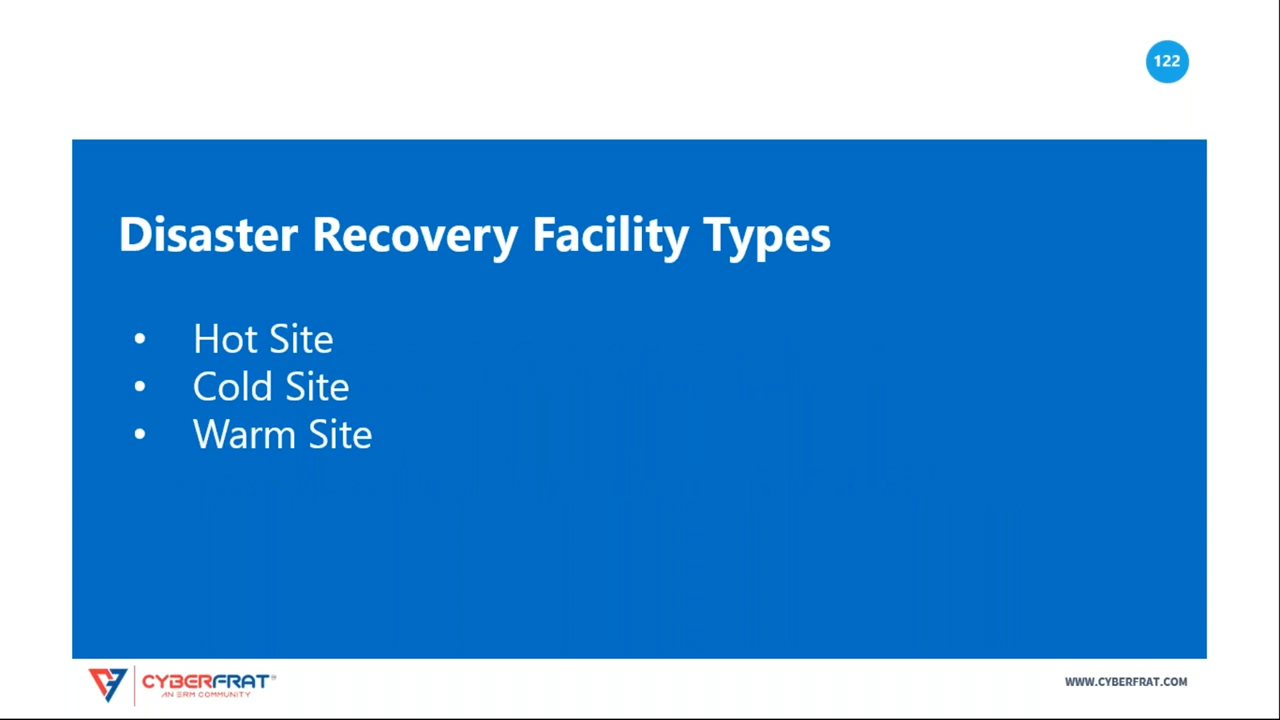 122
Disaster Recovery Facility Types
• Hot Site
• Cold Site
• Warm Site
CYBERFRAT®
AN ERM COMMUNITY
WWW.CYBERFRAT.COM